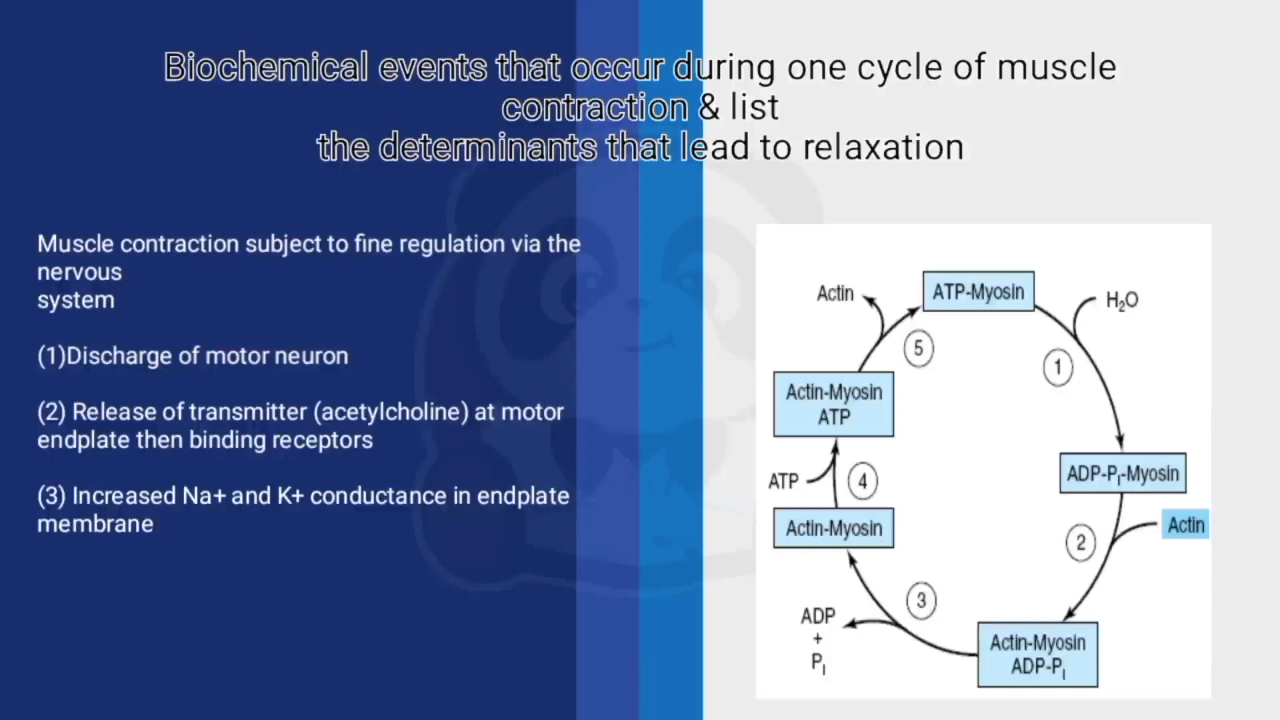 Biochemical events that occur during one cycle of muscle
contraction & list
the determinants that lead to relaxation
Muscle contraction subject to fine regulation via the
nervous
system
(1)Discharge of motor neuron
(2) Release of transmitter (acetylcholine) at motor
endplate then binding receptors
(3) Increased Na+ and K+ conductance in endplate
membrane
ATP-Myosin
H₂O
1
ADP-Pᵢ-Myosin
Actin
2
Actin-Myosin
ADP-Pᵢ
3
ADP
+
Pᵢ
Actin-Myosin
4
ATP
Actin-Myosin
ATP
5
Actin